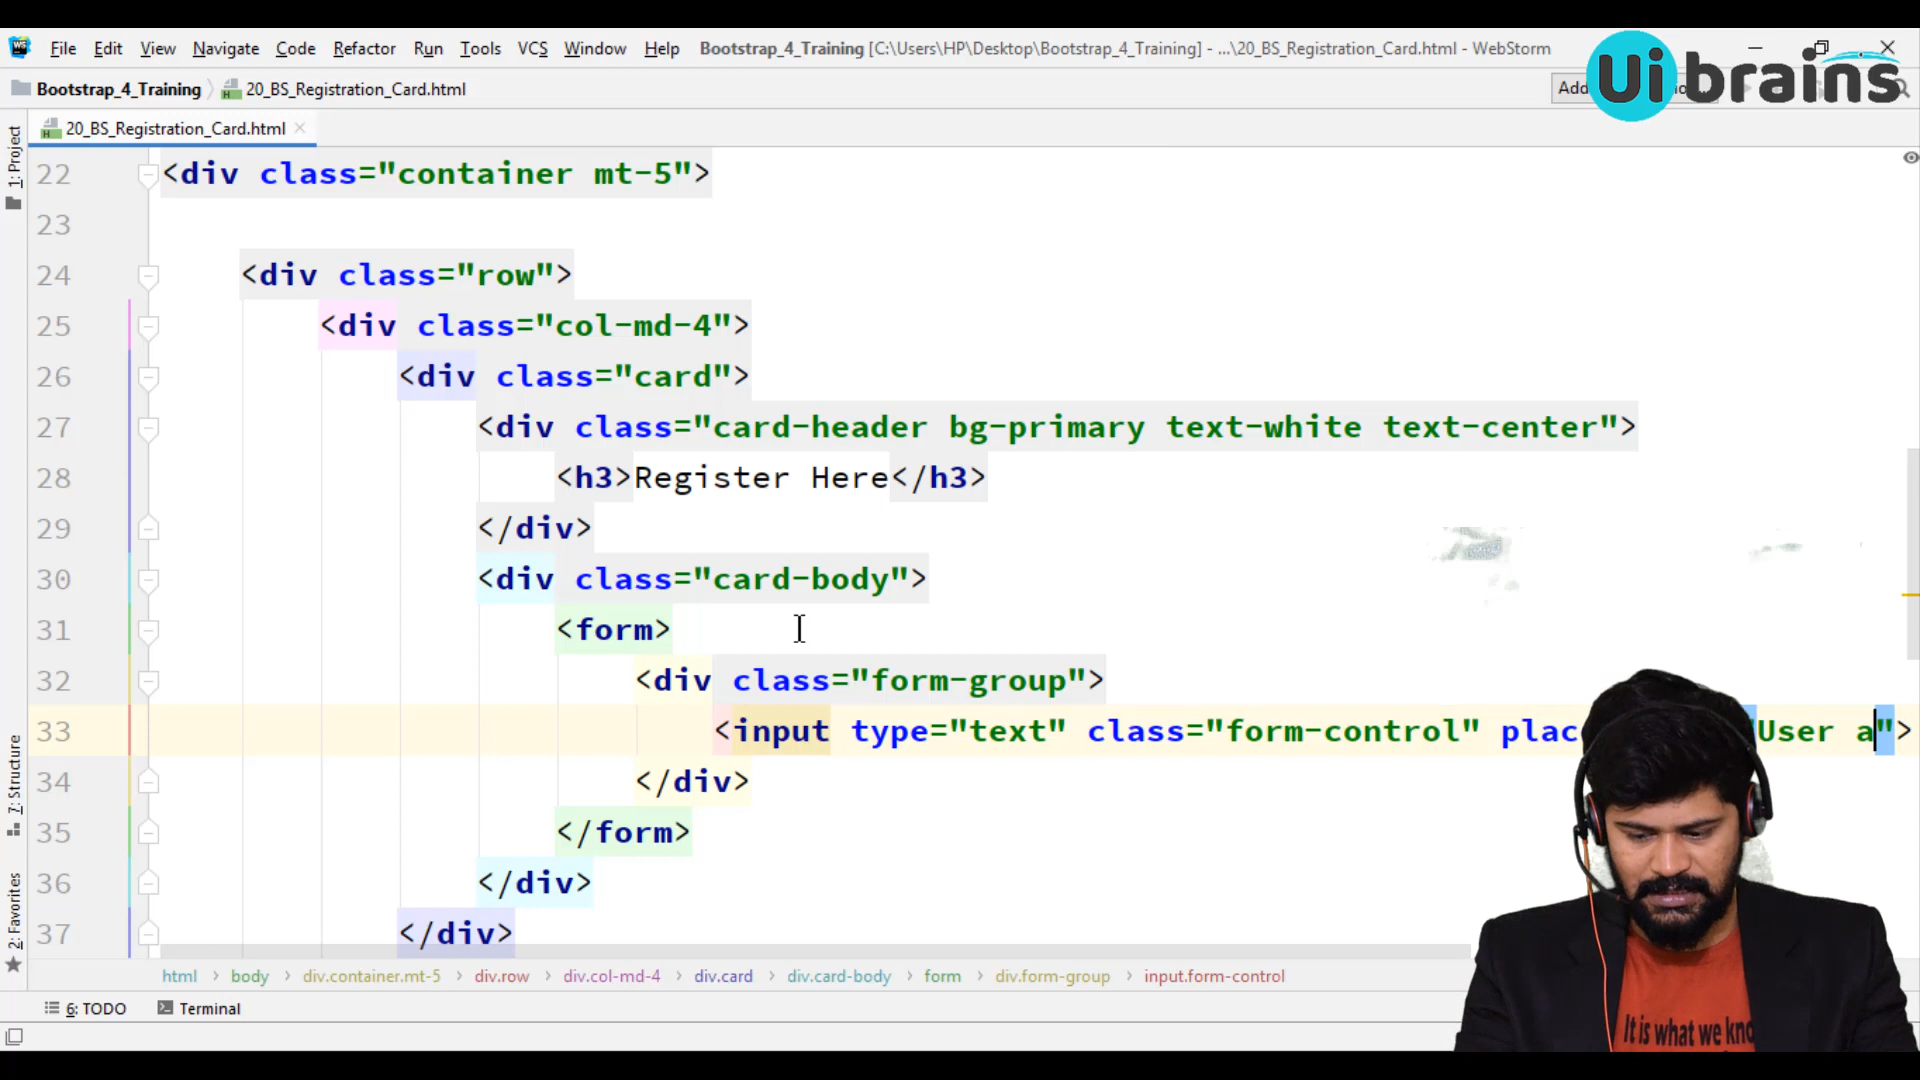 File Edit View Navigate Code Refactor Run Tools VCS Window Help Bootstrap_4_Training [C:\Users\HP\Desktop\Bootstrap_4_Training] - ...\20_BS_Registration_Card.html - WebStorm
Bootstrap_4_Training 20_BS_Registration_Card.html Add
Ui brains
20_BS_Registration_Card.html
1: Project
7: Structure
2: Favorites
22 <div class="container mt-5">
23
24 <div class="row">
25 <div class="col-md-4">
26 <div class="card">
27 <div class="card-header bg-primary text-white text-center">
28 <h3>Register Here</h3>
29 </div>
30 <div class="card-body">
31 <form>
32 <div class="form-group">
33 <input type="text" class="form-control" plac User a">
34 </div>
35 </form>
36 </div>
37 </div>
html body div.container.mt-5 div.row div.col-md-4 div.card div.card-body form div.form-group input.form-control
6: TODO Terminal
It is what we kno